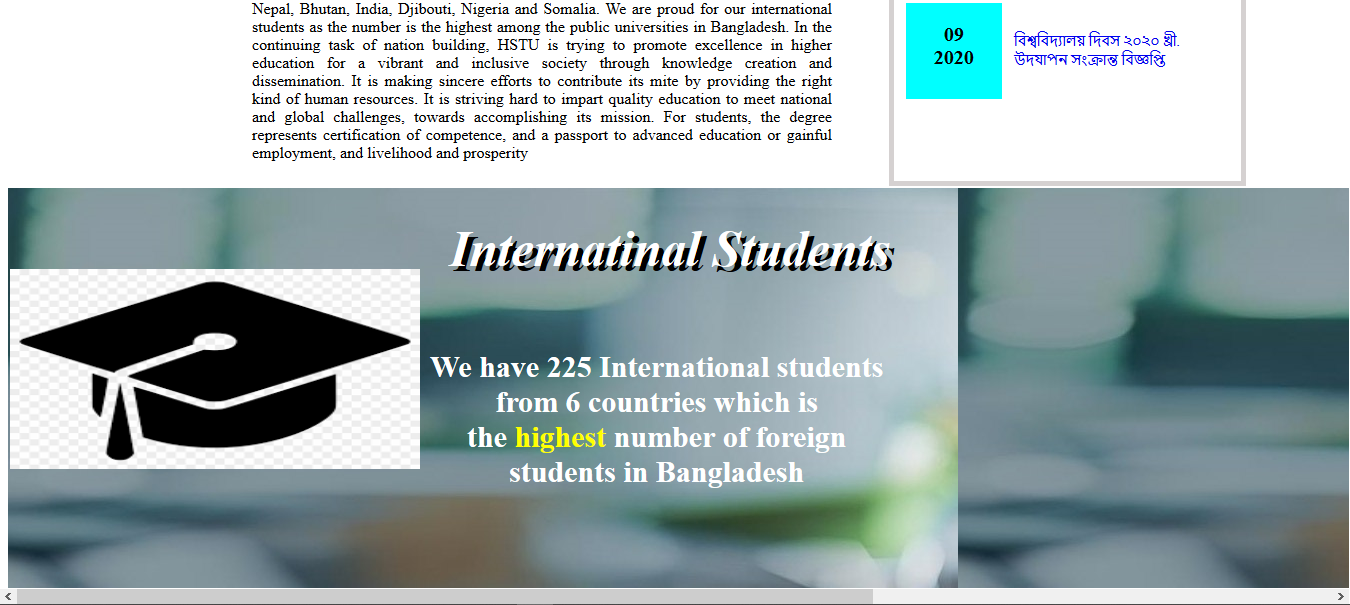 Nepal, Bhutan, India, Djibouti, Nigeria and Somalia. We are proud for our international
students as the number is the highest among the public universities in Bangladesh. In the
continuing task of nation building, HSTU is trying to promote excellence in higher
education for a vibrant and inclusive society through knowledge creation and
dissemination. It is making sincere efforts to contribute its mite by providing the right
kind of human resources. It is striving hard to impart quality education to meet national
and global challenges, towards accomplishing its mission. For students, the degree
represents certification of competence, and a passport to advanced education or gainful
employment, and livelihood and prosperity
09
2020
বিশ্ববিদ্যালয় দিবস ২০২০ খ্রী.
উদযাপন সংক্রান্ত বিজ্ঞপ্তি
Internatinal Students
We have 225 International students
from 6 countries which is
the highest number of foreign
students in Bangladesh